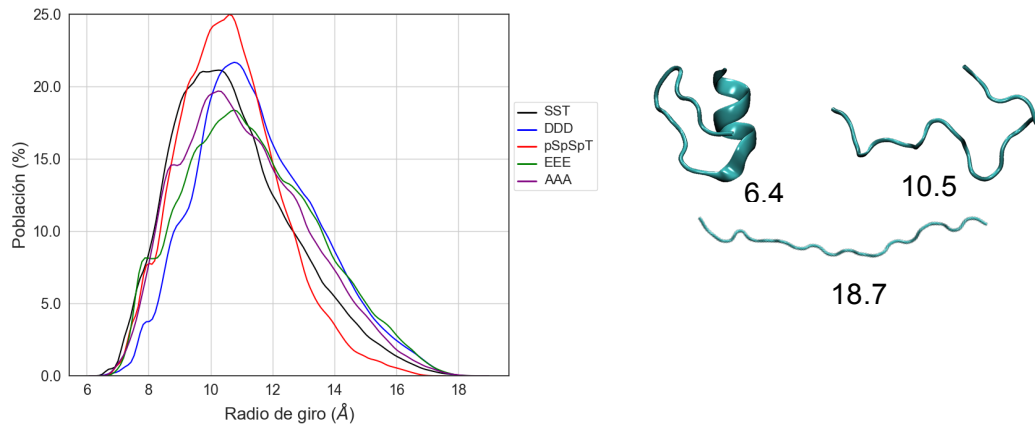 25.0
20.0
15.0
10.0
5.0
0.0
Población (%)
6 8 10 12 14 16 18
Radio de giro (Å)
SST
DDD
pSpSpT
EEE
AAA
6.4
10.5
18.7